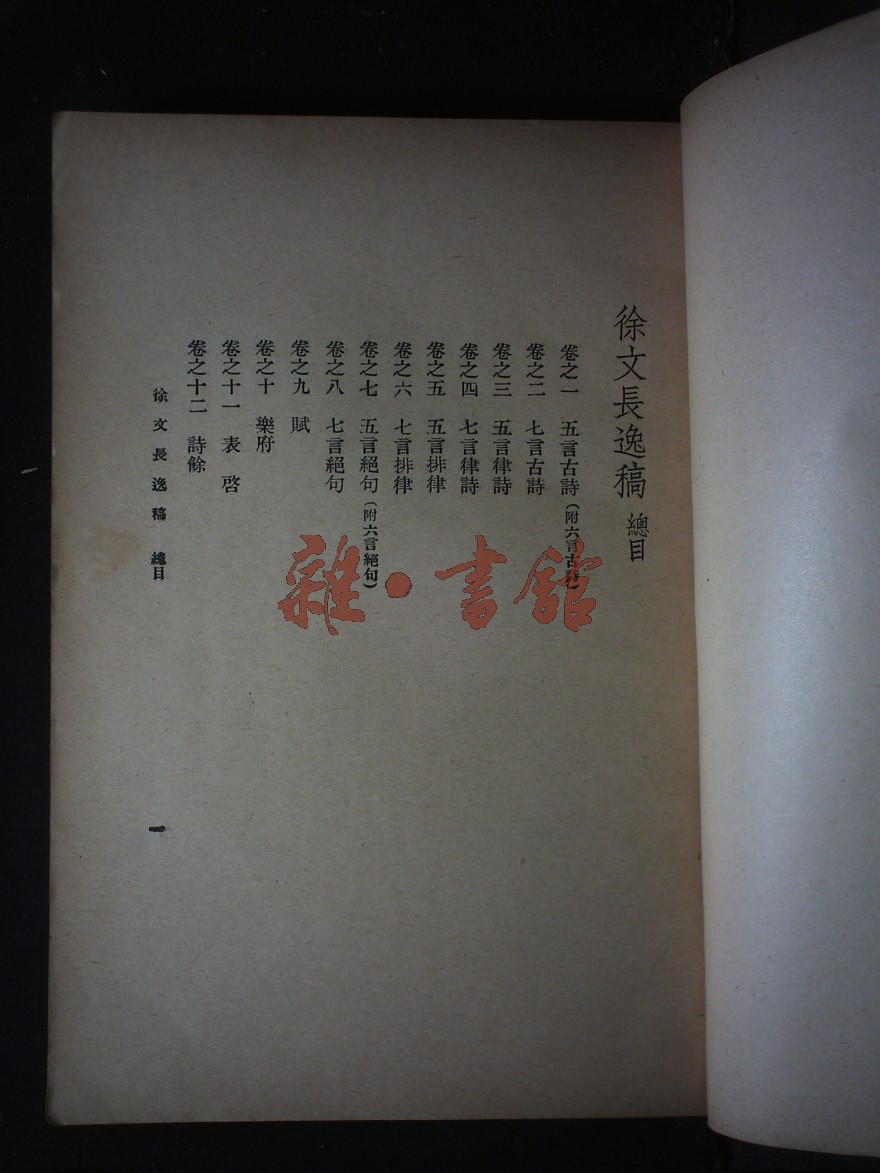 徐文長逸稿 總目
卷之一 五言古詩(附六言古詩)
卷之二 七言古詩
卷之三 五言律詩
卷之四 七言律詩
卷之五 五言排律
卷之六 七言排律
卷之七 五言絕句(附六言絕句)
卷之八 七言絕句
卷之九 賦
卷之十 樂府
卷之十一 表 啓
卷之十二 詩餘
徐文長逸稿 總目
一
雜·書館